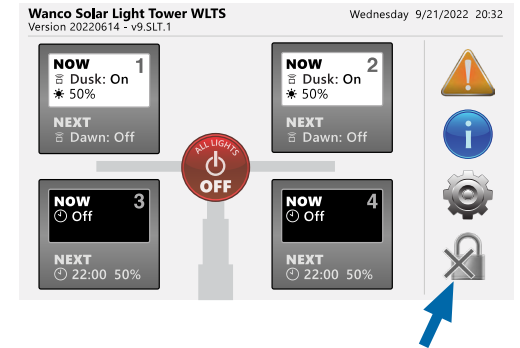 Wanco Solar Light Tower WLTS
Version 20220614 - v9.SLT.1
Wednesday 9/21/2022 20:32
NOW 1
Dusk: On
50%
NEXT
Dawn: Off
NOW 2
Dusk: On
50%
NEXT
Dawn: Off
ALL LIGHTS
OFF
NOW 3
Off
NEXT
22:00 50%
NOW 4
Off
NEXT
22:00 50%